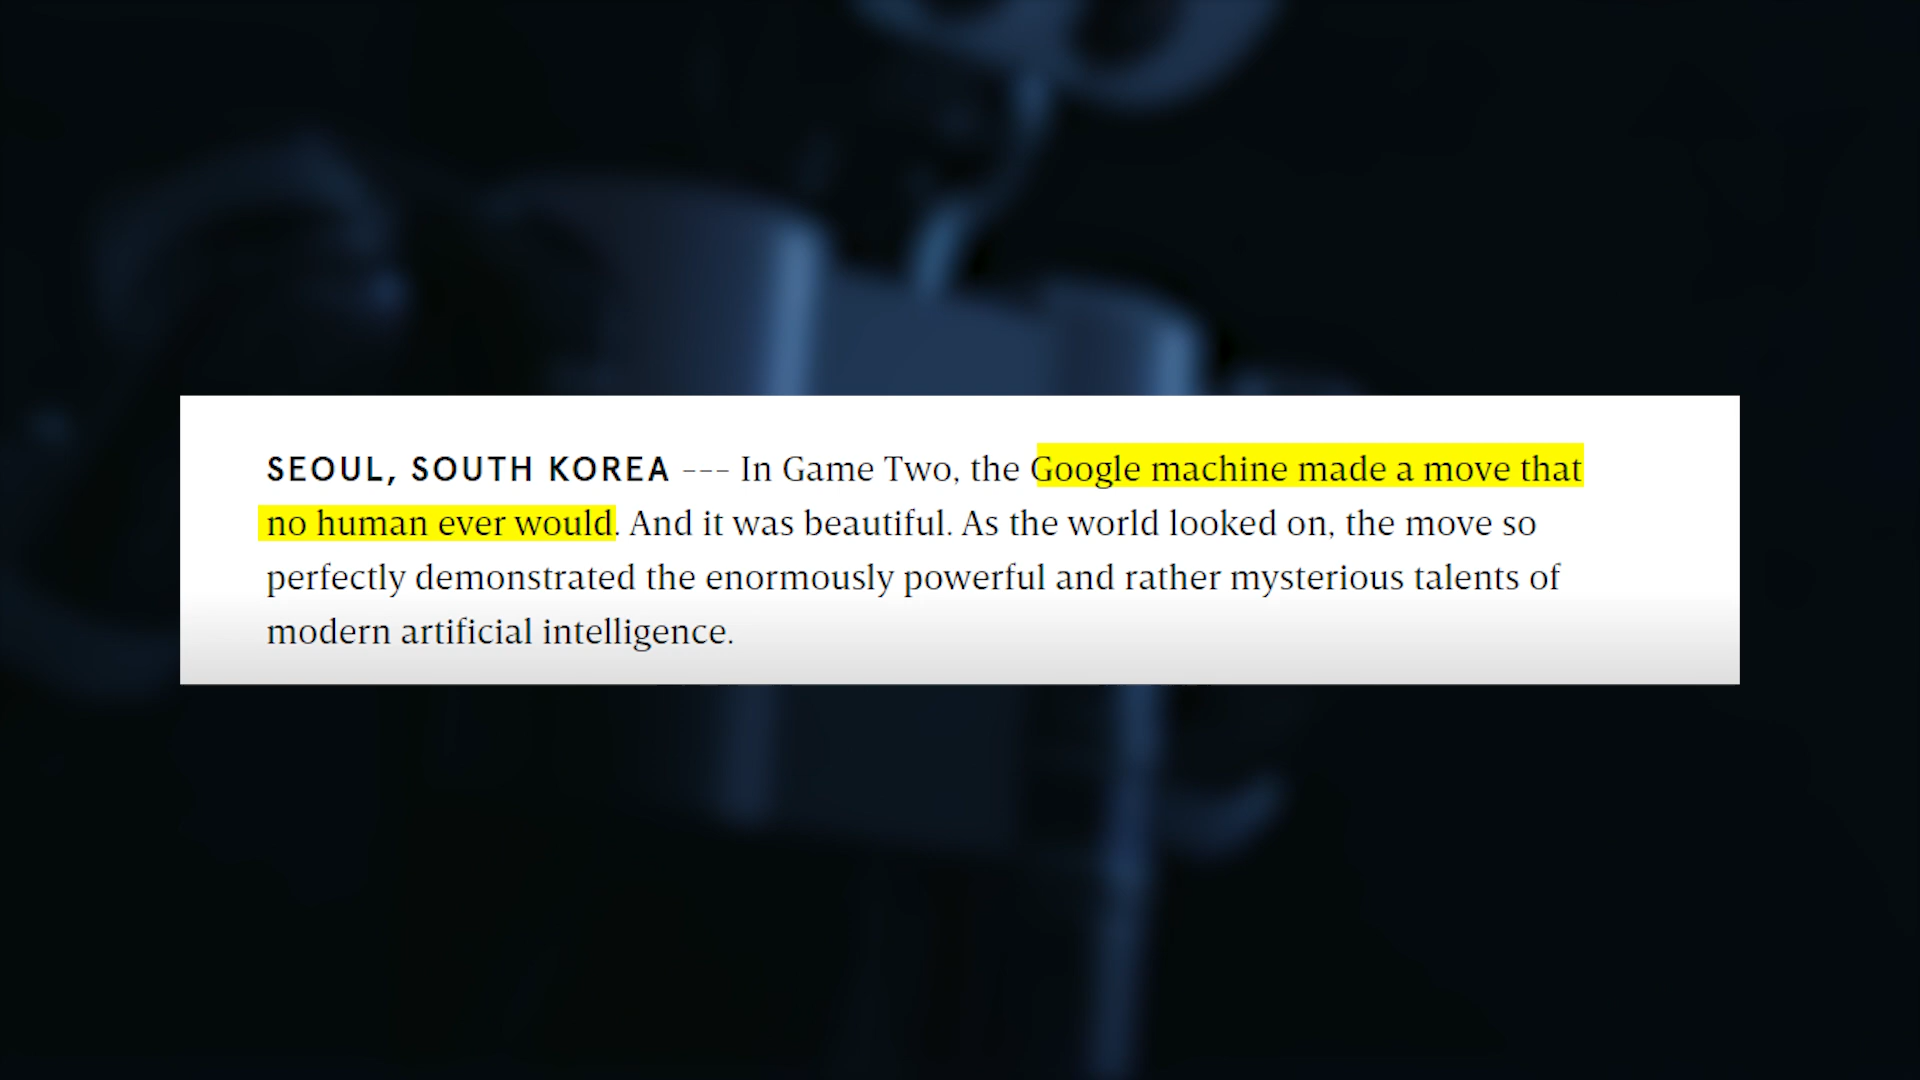 SEOUL, SOUTH KOREA --- In Game Two, the Google machine made a move that
no human ever would. And it was beautiful. As the world looked on, the move so
perfectly demonstrated the enormously powerful and rather mysterious talents of
modern artificial intelligence.